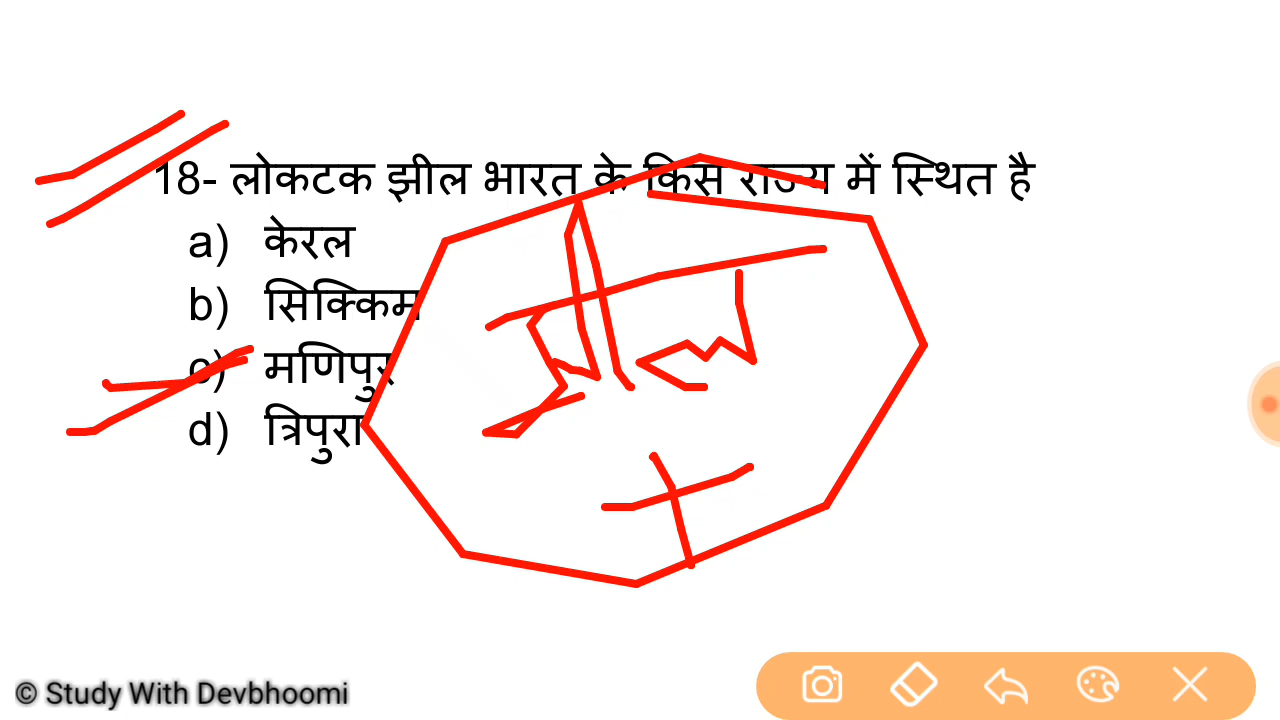 18- लोकटक झील भारत के किस राज्य में स्थित है
a) केरल
b) सिक्किम
c) मणिपुर
d) त्रिपुरा
© Study With Devbhoomi